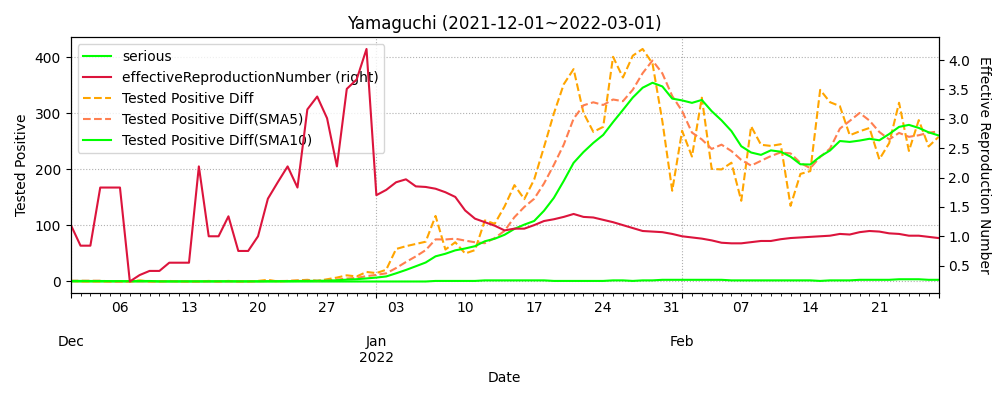 Yamaguchi (2021-12-01~2022-03-01)
serious
effectiveReproductionNumber (right)
Tested Positive Diff
Tested Positive Diff(SMA5)
Tested Positive Diff(SMA10)
Tested Positive
400
300
200
100
0
4.0
3.5
3.0
2.5
2.0
1.5
1.0
0.5
Effective Reproduction Number
06 13 20 27 03 10 17 24 31 07 14 21
Dec Jan Feb
2022
Date